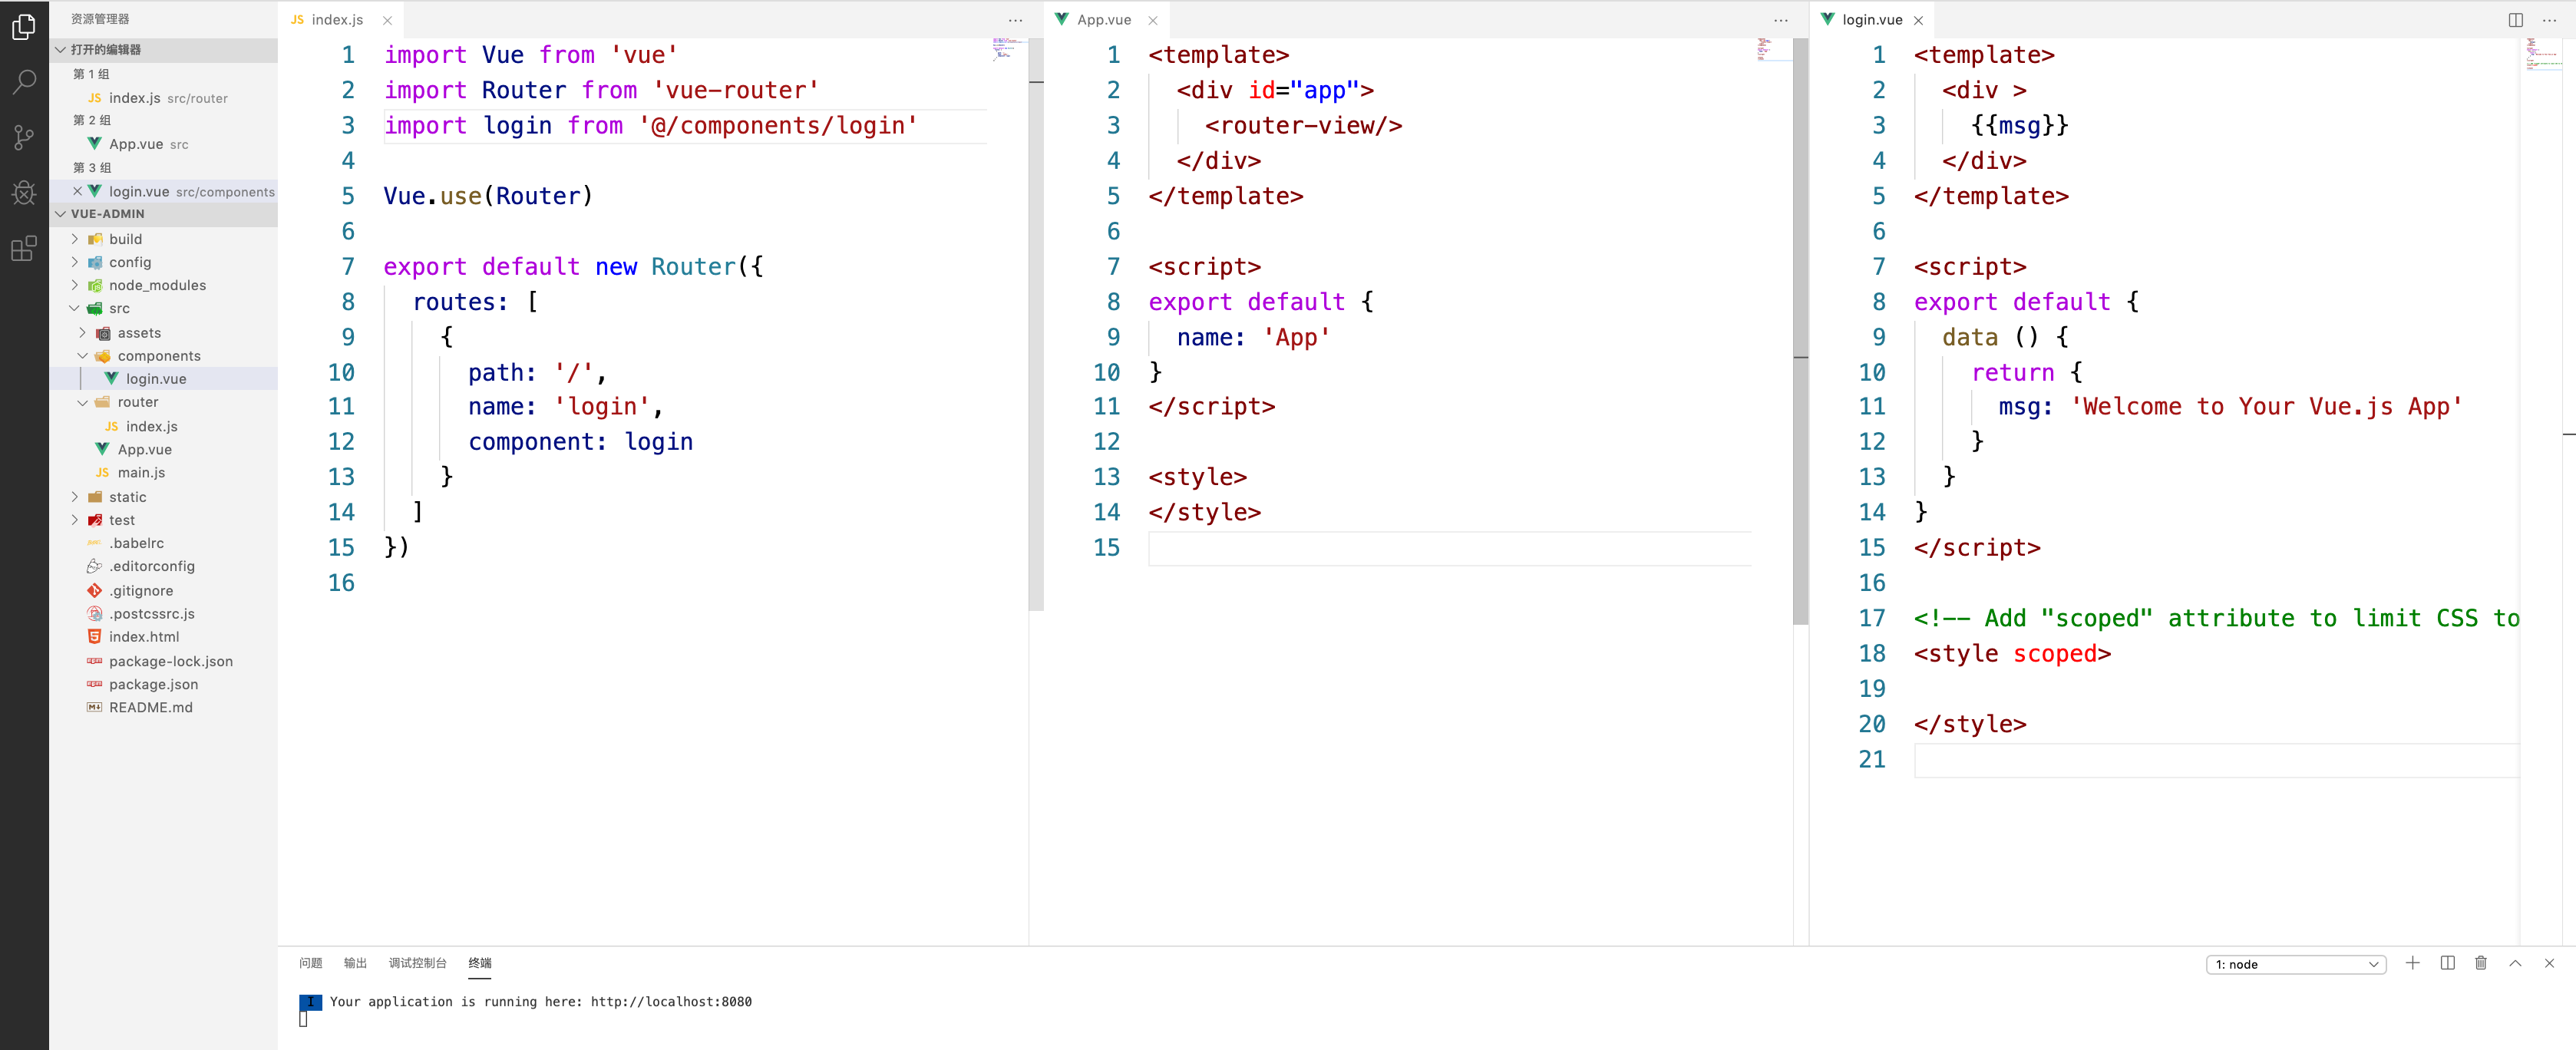 资源管理器
打开的编辑器
第 1 组
JS index.js src/router
第 2 组
App.vue src
第 3 组
login.vue src/components
VUE-ADMIN
build
config
node_modules
src
assets
components
login.vue
router
JS index.js
App.vue
JS main.js
static
test
.babelrc
.editorconfig
.gitignore
.postcssrc.js
index.html
package-lock.json
package.json
README.md
JS index.js
1 import Vue from 'vue'
2 import Router from 'vue-router'
3 import login from '@/components/login'
4
5 Vue.use(Router)
6
7 export default new Router({
8 routes: [
9 {
10 path: '/',
11 name: 'login',
12 component: login
13 }
14 ]
15 })
16
App.vue
1 <template>
2 <div id="app">
3 <router-view/>
4 </div>
5 </template>
6
7 <script>
8 export default {
9 name: 'App'
10 }
11 </script>
12
13 <style>
14 </style>
15
login.vue
1 <template>
2 <div >
3 {{msg}}
4 </div>
5 </template>
6
7 <script>
8 export default {
9 data () {
10 return {
11 msg: 'Welcome to Your Vue.js App'
12 }
13 }
14 }
15 </script>
16
17 <!-- Add "scoped" attribute to limit CSS to
18 <style scoped>
19
20 </style>
21
问题 输出 调试控制台 终端
1: node
I Your application is running here: http://localhost:8080